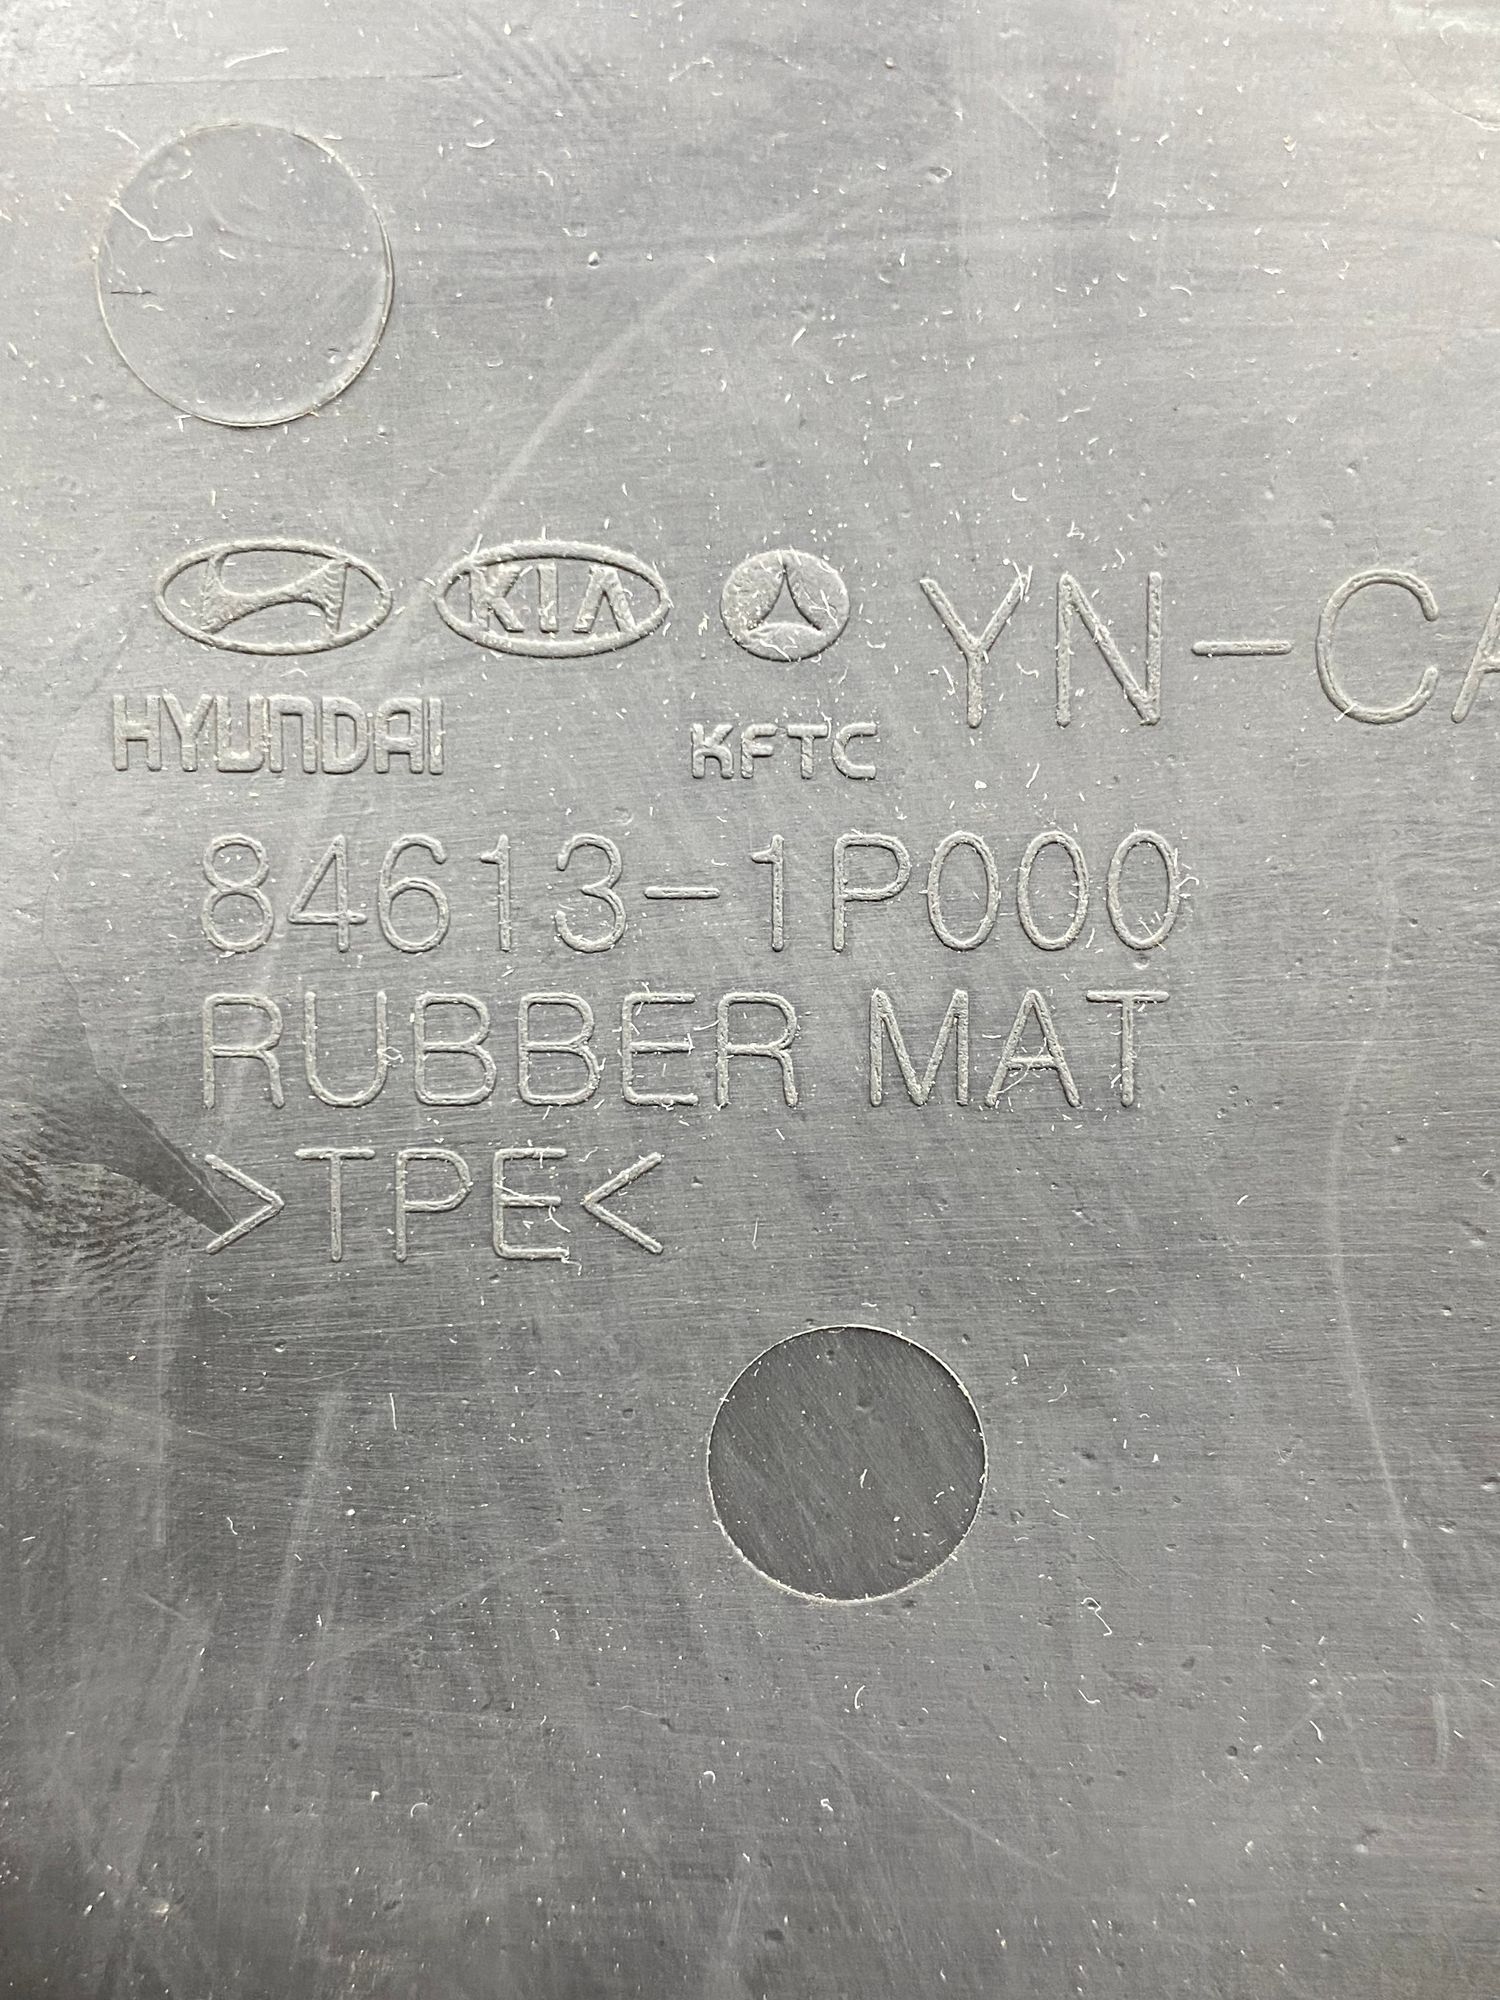 KIA YN-CA
HYUNDAI KFTC
84613-1P000
RUBBER MAT
>TPE<